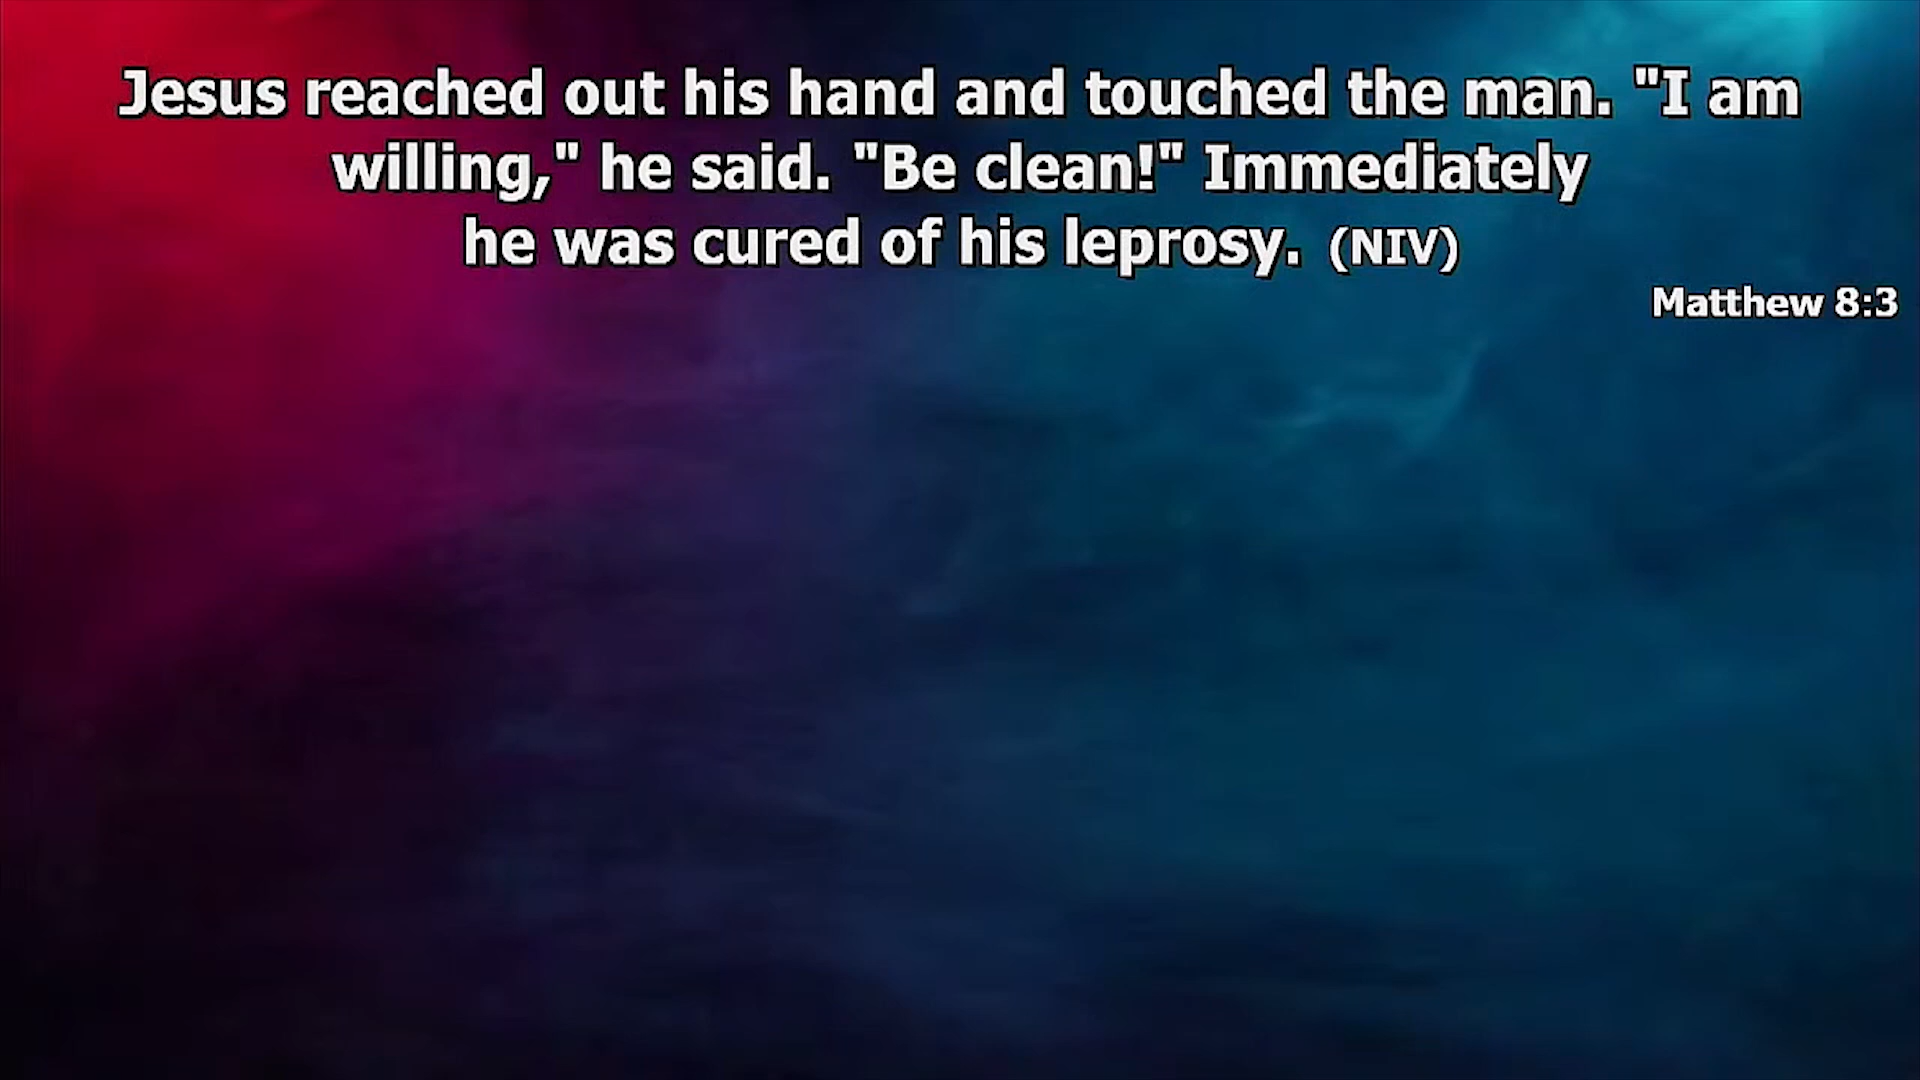 Jesus reached out his hand and touched the man. "I am
willing," he said. "Be clean!" Immediately
he was cured of his leprosy. (NIV)
Matthew 8:3